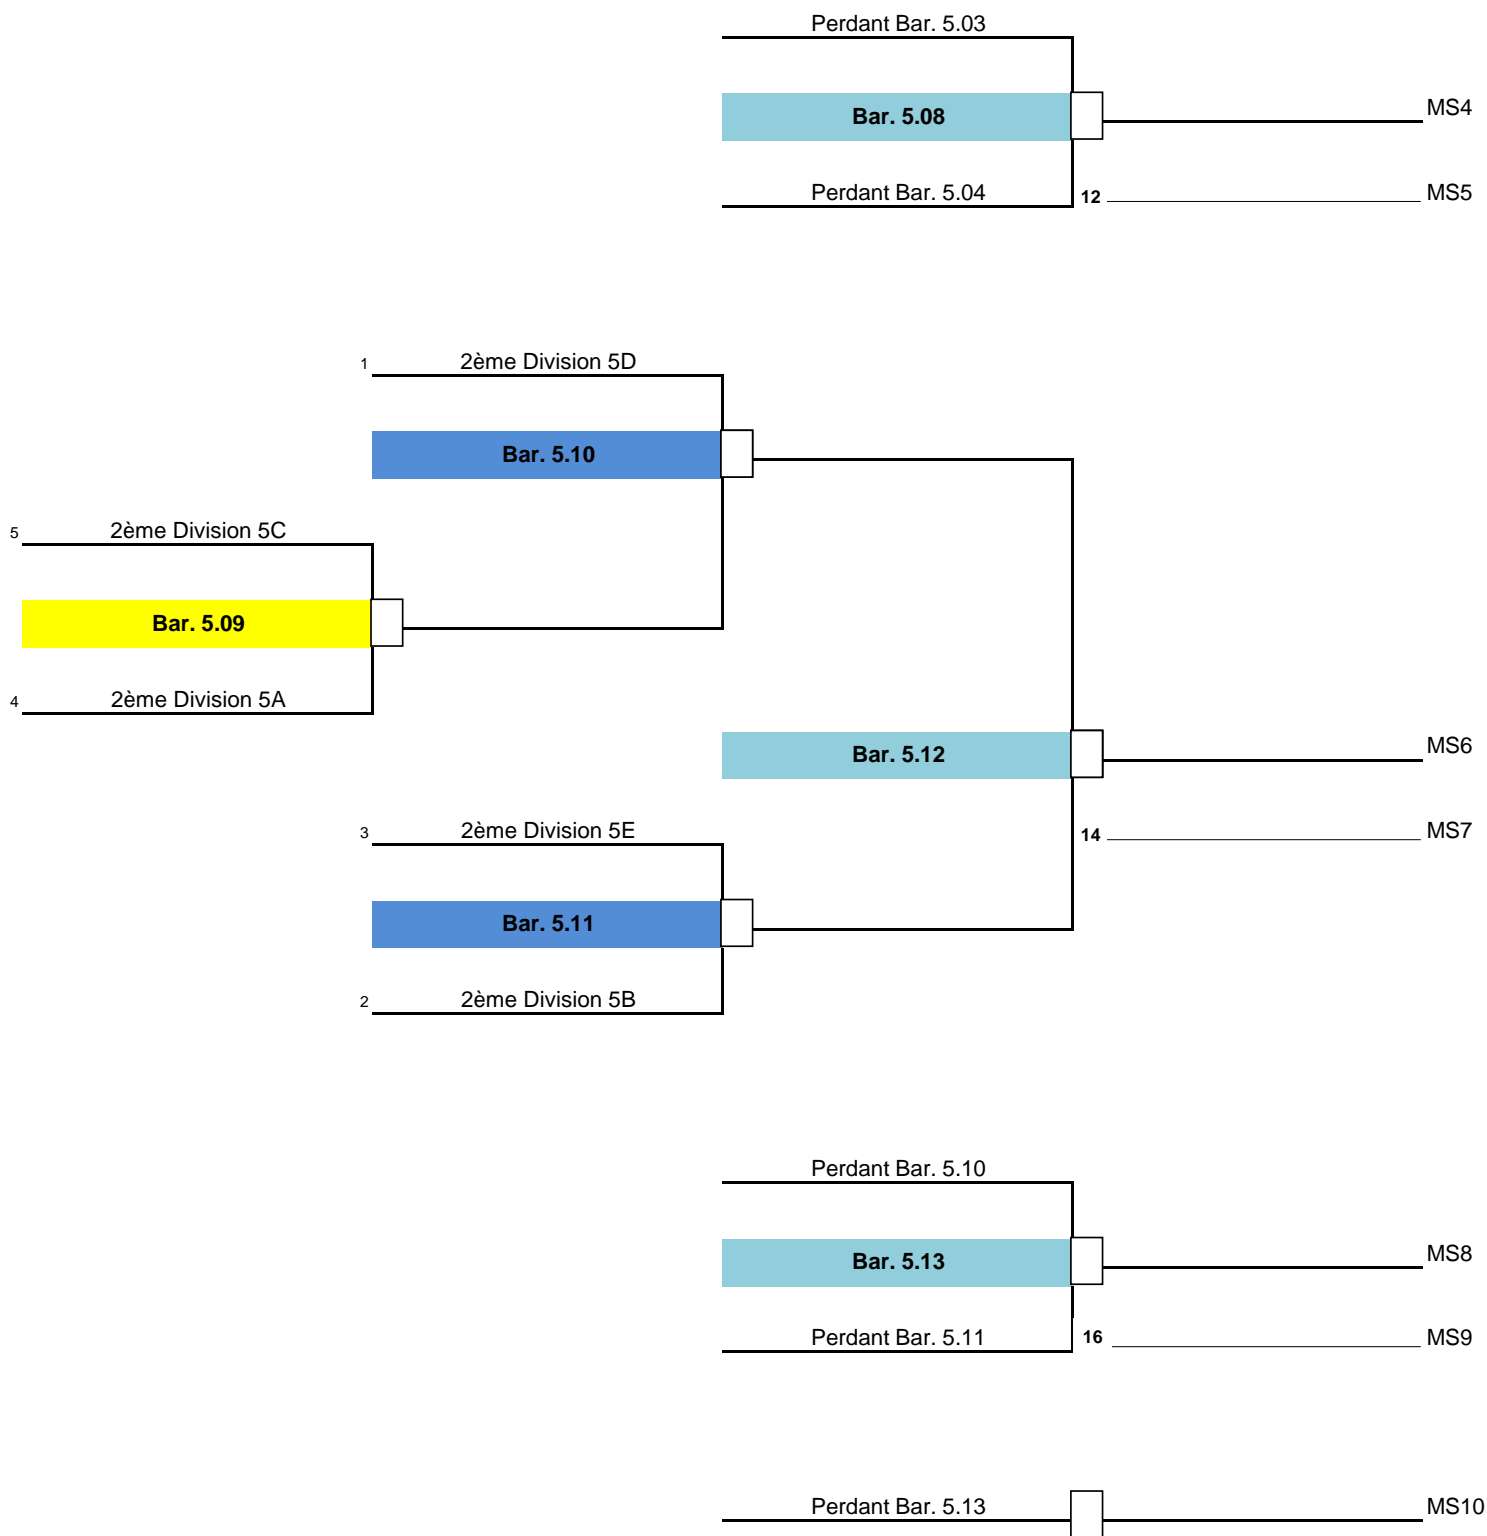 Perdant Bar. 5.03
Bar. 5.08
MS4
Perdant Bar. 5.04
12
MS5
1
2ème Division 5D
Bar. 5.10
5
2ème Division 5C
Bar. 5.09
4
2ème Division 5A
Bar. 5.12
MS6
3
2ème Division 5E
14
MS7
Bar. 5.11
2
2ème Division 5B
Perdant Bar. 5.10
Bar. 5.13
MS8
Perdant Bar. 5.11
16
MS9
Perdant Bar. 5.13
MS10